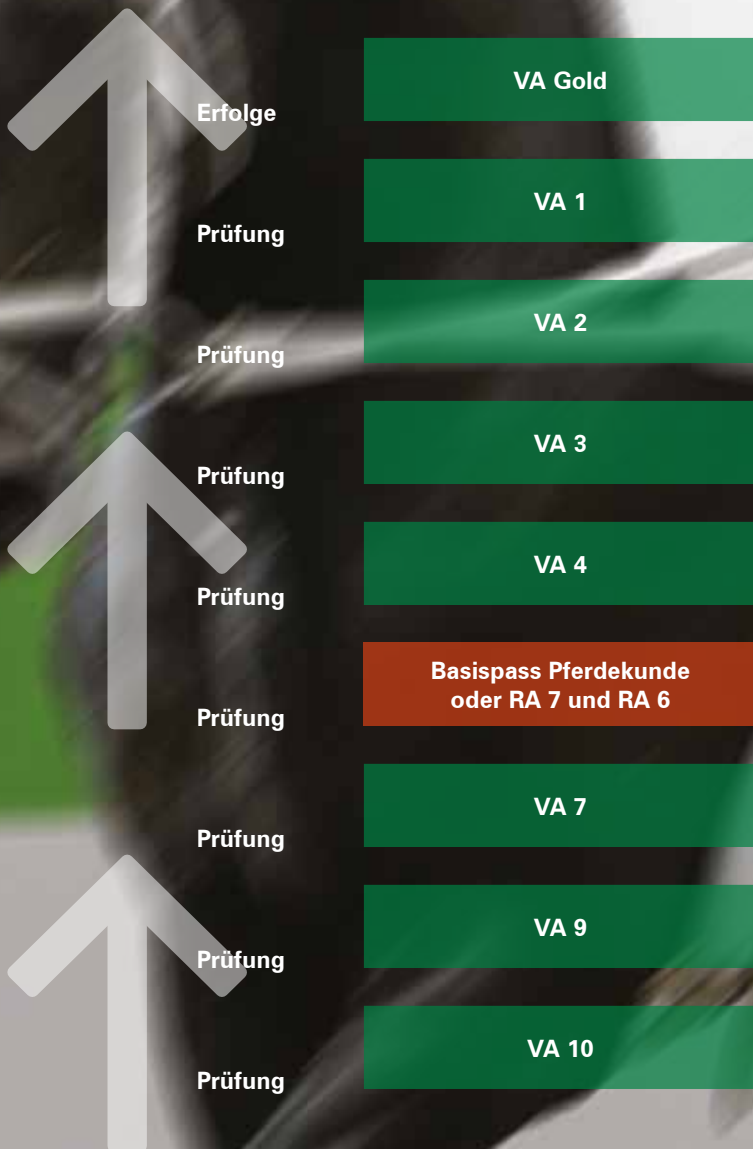 VA Gold
Erfolge
VA 1
Prüfung
VA 2
Prüfung
VA 3
Prüfung
VA 4
Prüfung
Basispass Pferdekunde
oder RA 7 und RA 6
Prüfung
VA 7
Prüfung
VA 9
Prüfung
VA 10
Prüfung